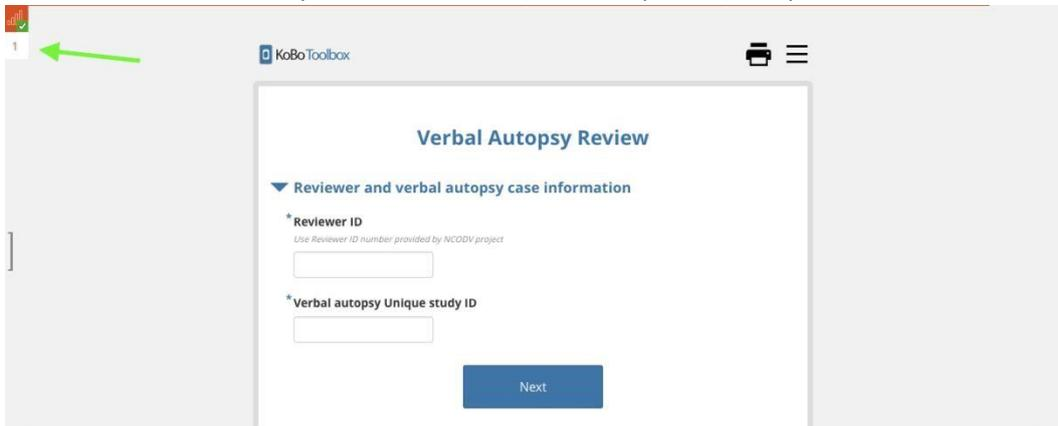 1
KoBoToolbox
Verbal Autopsy Review
Reviewer and verbal autopsy case information
*Reviewer ID
Use Reviewer ID number provided by NCODV project
*Verbal autopsy Unique study ID
Next
]